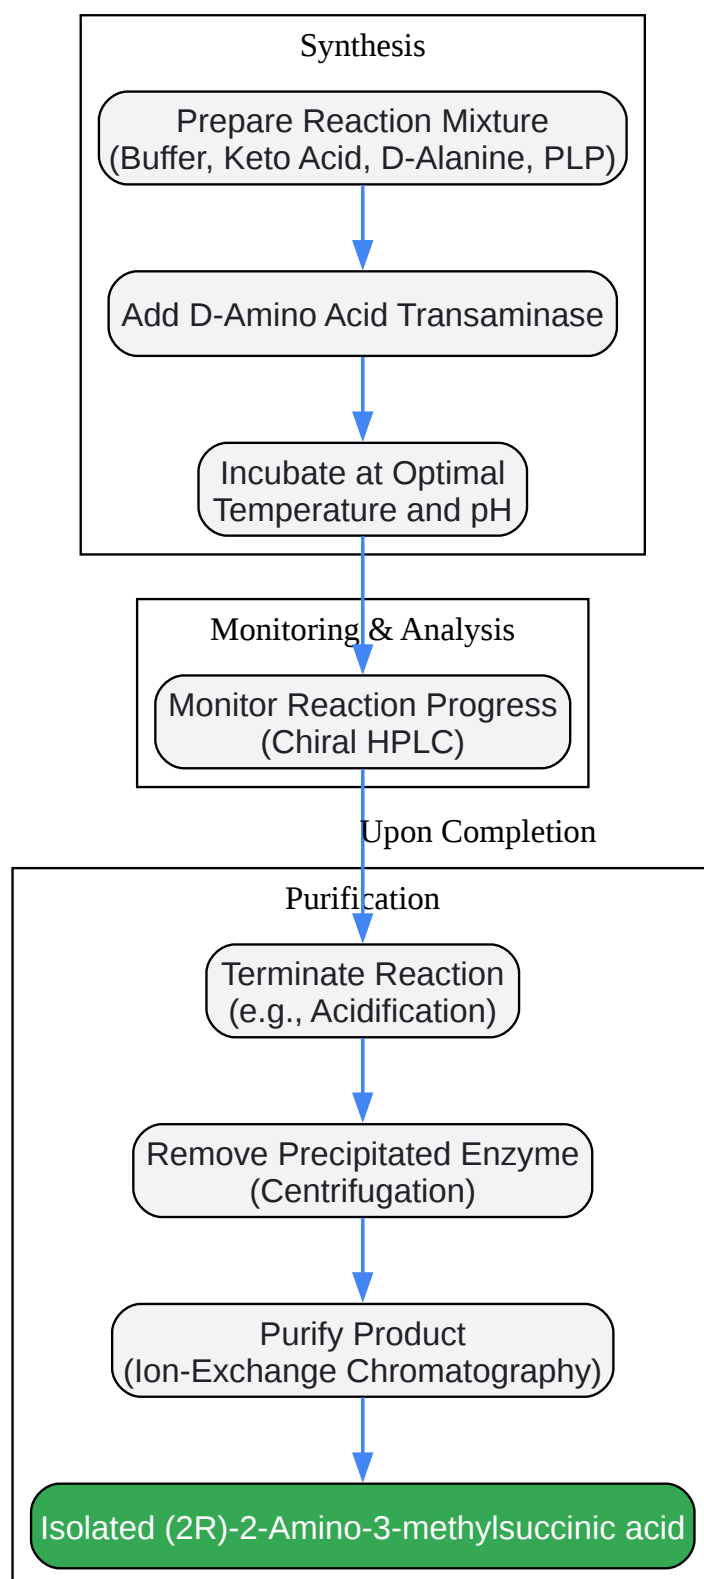 Synthesis
Prepare Reaction Mixture
(Buffer, Keto Acid, D-Alanine, PLP)
Add D-Amino Acid Transaminase
Incubate at Optimal
Temperature and pH
Monitoring & Analysis
Monitor Reaction Progress
(Chiral HPLC)
Upon Completion
Purification
Terminate Reaction
(e.g., Acidification)
Remove Precipitated Enzyme
(Centrifugation)
Purify Product
(Ion-Exchange Chromatography)
Isolated (2R)-2-Amino-3-methylsuccinic acid